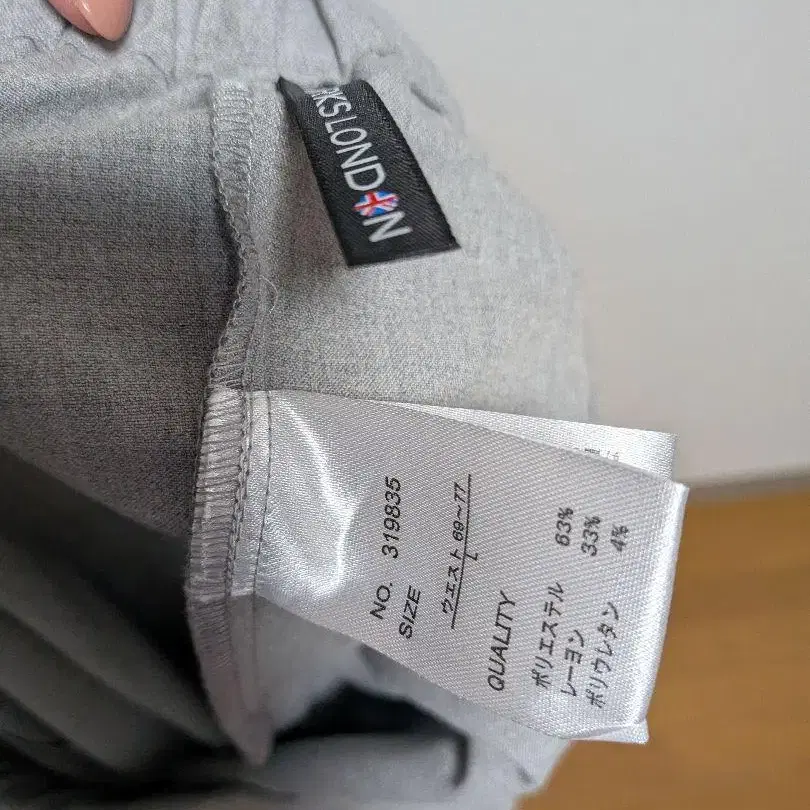 LONDON
NO. 319835
SIZE
ウエスト 69~77
L
QUALITY
ポリエステル 63%
レーヨン 33%
ポリウレタン 4%